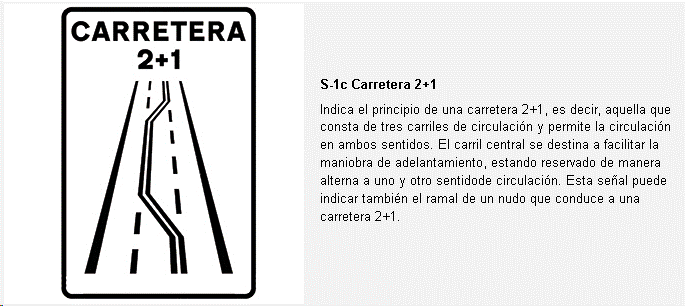 CARRETERA
2+1
S-1c Carretera 2+1
Indica el principio de una carretera 2+1, es decir, aquella que
consta de tres carriles de circulación y permite la circulación
en ambos sentidos. El carril central se destina a facilitar la
maniobra de adelantamiento, estando reservado de manera
alterna a uno y otro sentidode circulación. Esta señal puede
indicar también el ramal de un nudo que conduce a una
carretera 2+1.